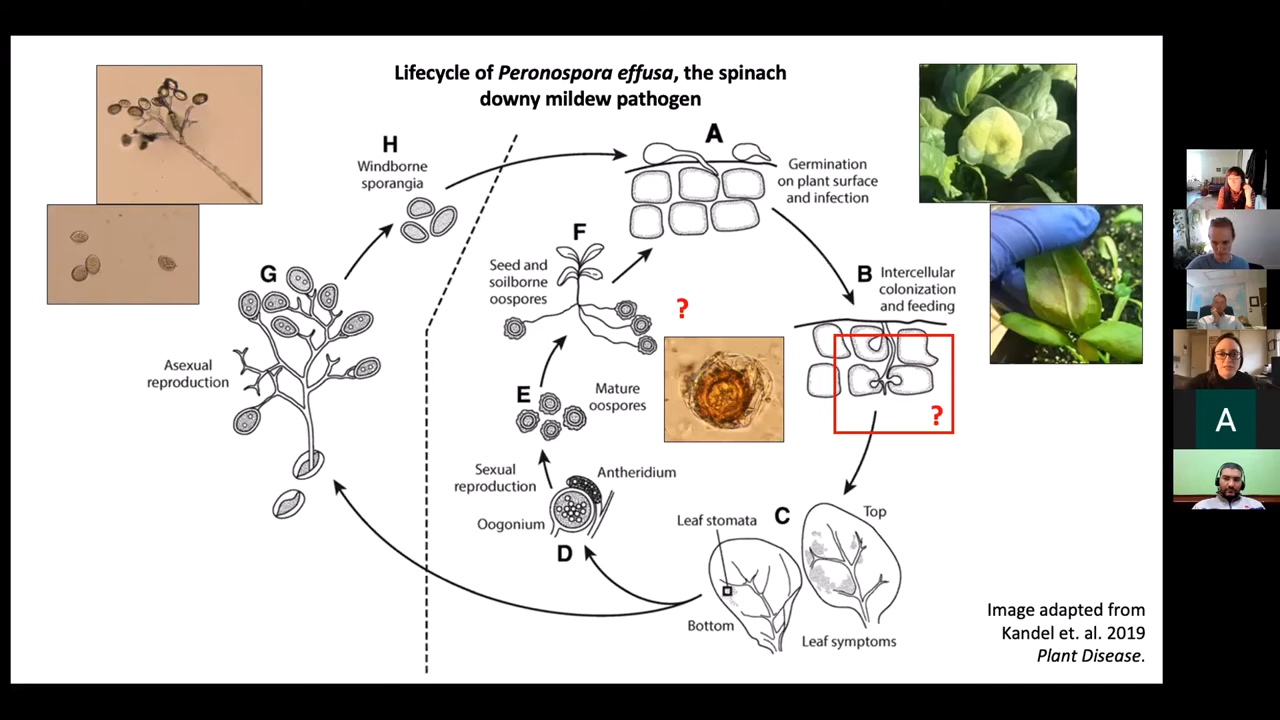 Lifecycle of Peronospora effusa, the spinach
downy mildew pathogen
H
Windborne
sporangia
A
Germination
on plant surface
and infection
F
Seed and
soilborne
oospores
?
B
Intercellular
colonization
and feeding
?
G
Asexual
reproduction
E
Mature
oospores
Sexual
reproduction
Antheridium
Oogonium
D
Leaf stomata
C
Top
Bottom
Leaf symptoms
Image adapted from
Kandel et. al. 2019
Plant Disease.
A